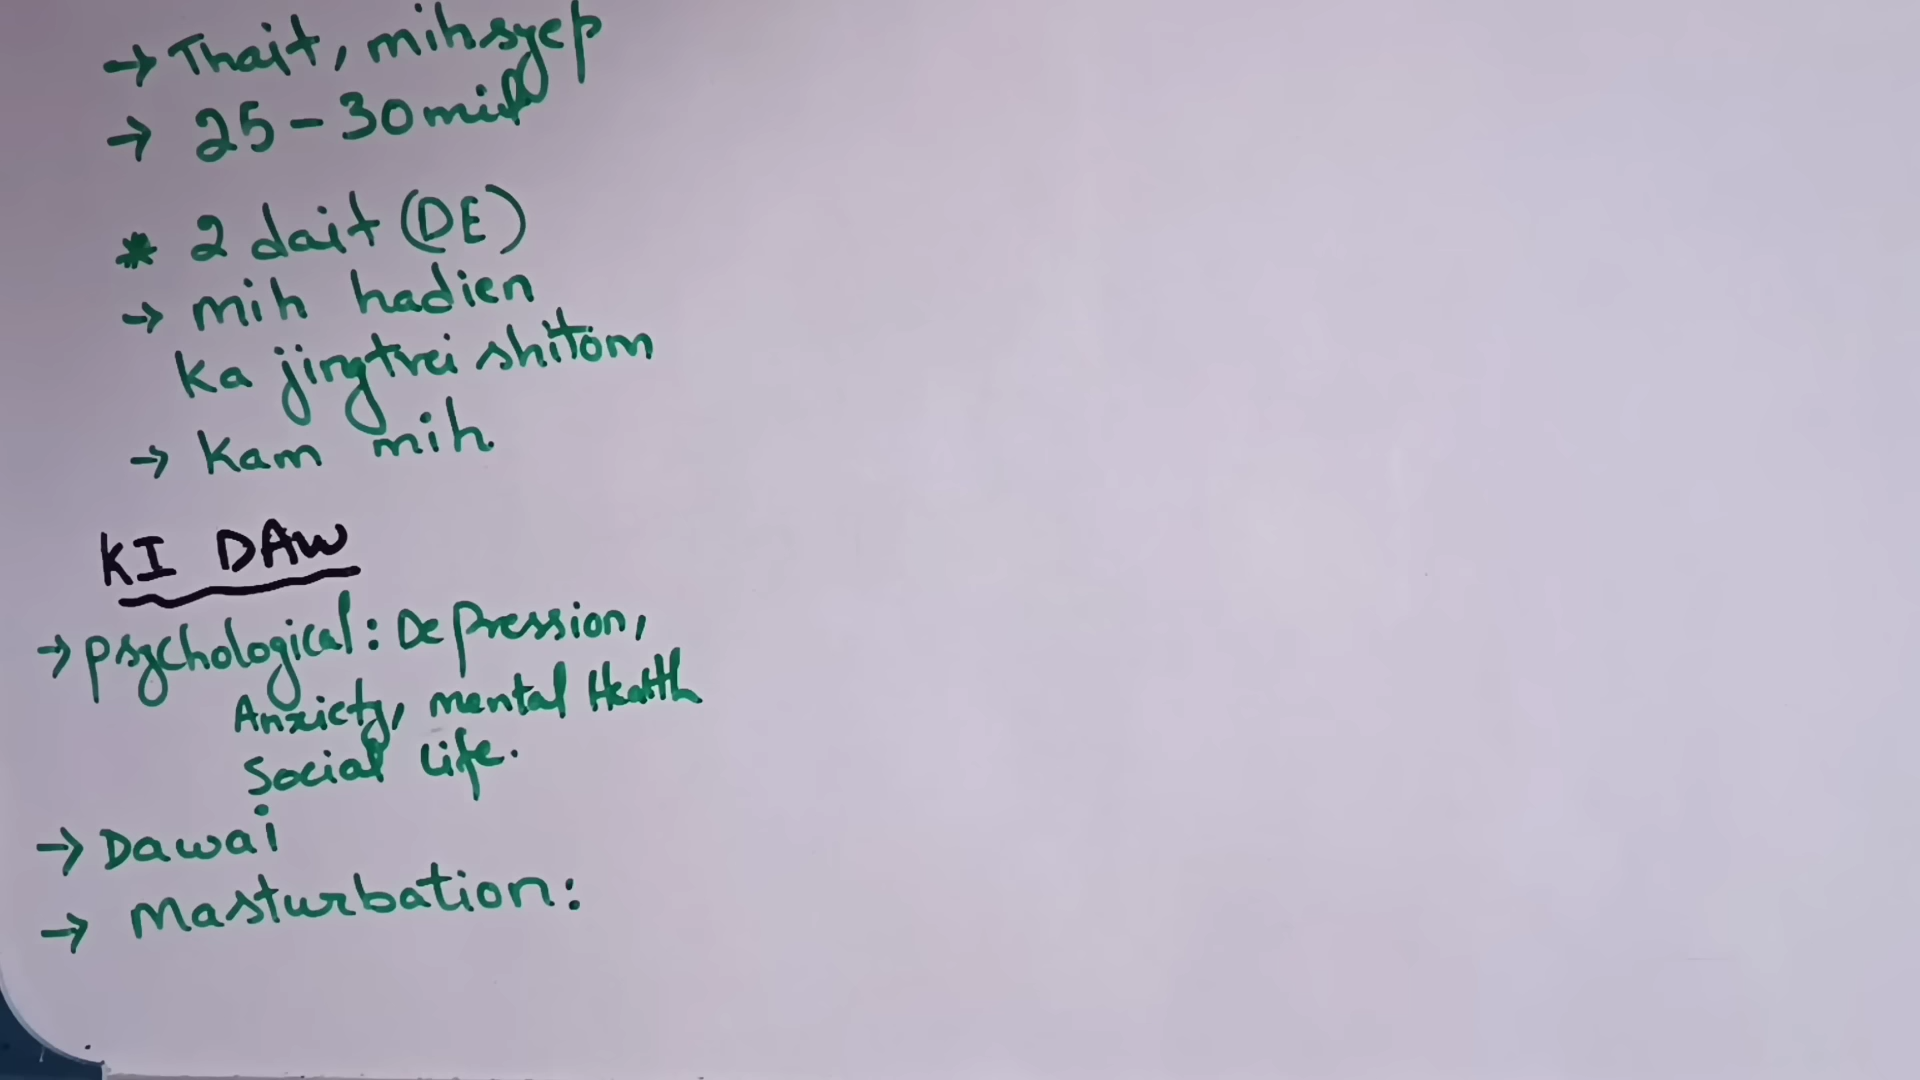 → Thait, mihsyep
→ 25-30 mi
* 2 dait (DE)
→ mih hadien
Ka jingtrei shitom
→ Kam mih.
KI DAW
→ Psychological: Depression,
Anxiety, mental Health
Social Life.
→ Dawai
→ Masturbation: